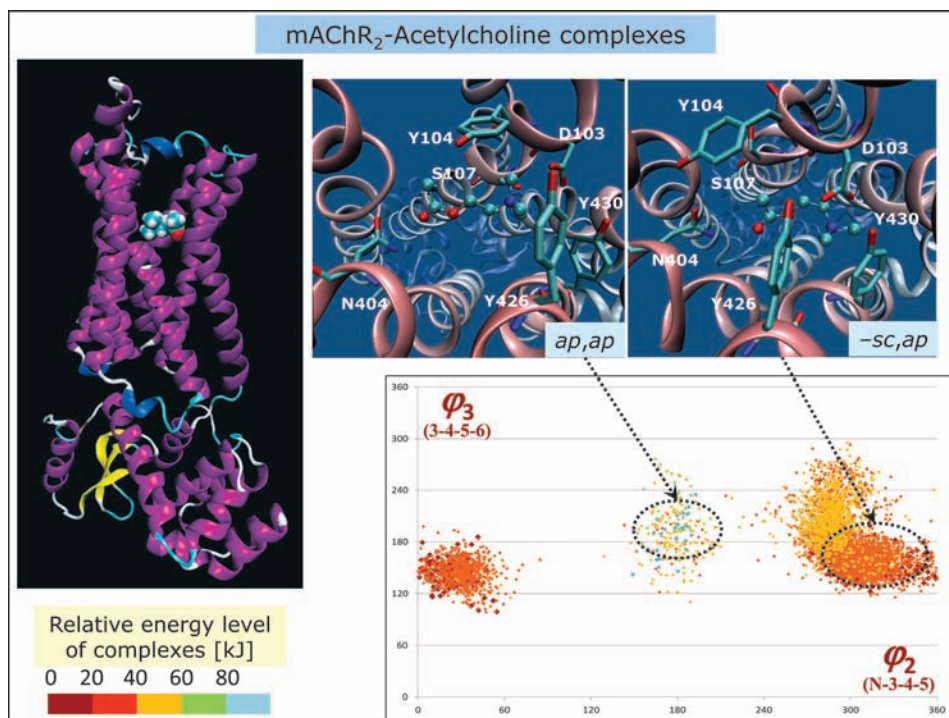 mAChR₂-Acetylcholine complexes
Y104
D103
S107
Y430
N404
Y426
ap,ap
Y104
D103
S107
Y430
N404
Y426
–sc,ap
Relative energy level
of complexes [kJ]
0 20 40 60 80
360
300
240
180
120
60
0
φ₃
(3-4-5-6)
φ₂
(N-3-4-5)
0 60 120 180 240 300 360